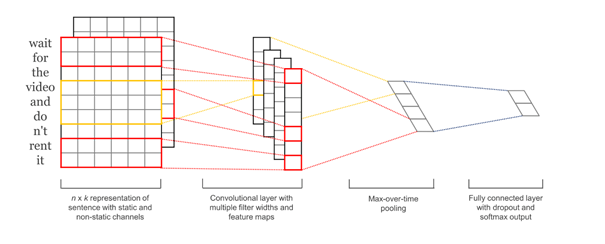 wait
for
the
video
and
do
n't
rent
it
n x k representation of
sentence with static and
non-static channels
Convolutional layer with
multiple filter widths and
feature maps
Max-over-time
pooling
Fully connected layer
with dropout and
softmax output